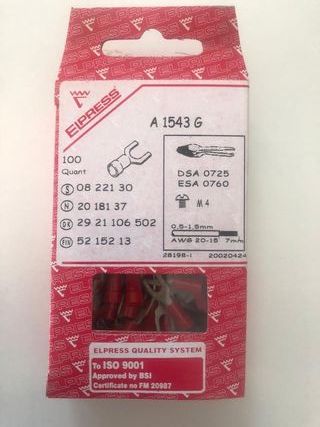 ELPRESS
A 1543 G
100
Quant
DSA 0725
ESA 0760
S 08 221 30
N 20 181 37
M 4
DK 29 21 106 502
0,5-1,5mm
FIN 52 152 13
AWG 20-15 7mm
28198-1 20020424
ELPRESS QUALITY SYSTEM
To ISO 9001
Approved by BSI
Certificate no FM 20987